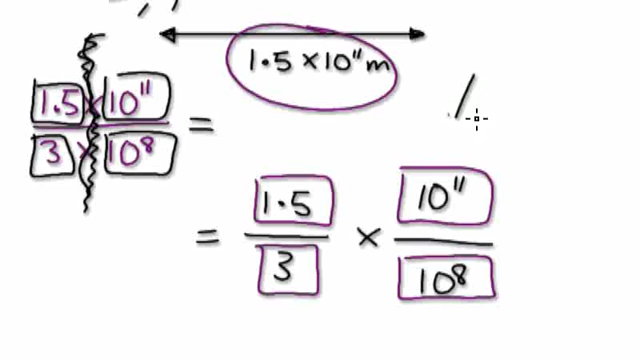 1.5 × 10¹¹ m
1.5 × 10¹¹
3 × 10⁸
=
= 1.5 × 10¹¹
3 10⁸